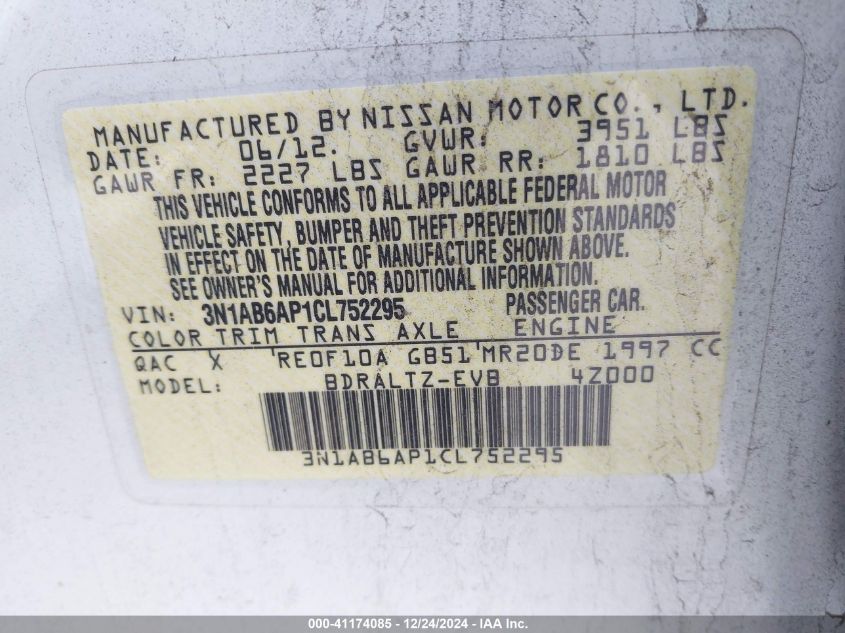 MANUFACTURED BY NISSAN MOTOR CO., LTD.
DATE: 06/12. GVWR: 3951 LBS
GAWR FR: 2227 LBS GAWR RR: 1810 LBS
THIS VEHICLE CONFORMS TO ALL APPLICABLE FEDERAL MOTOR
VEHICLE SAFETY, BUMPER AND THEFT PREVENTION STANDARDS
IN EFFECT ON THE DATE OF MANUFACTURE SHOWN ABOVE.
SEE OWNER'S MANUAL FOR ADDITIONAL INFORMATION
VIN: 3N1AB6AP1CL752295 PASSENGER CAR.
COLOR TRIM TRANS AXLE ENGINE
QAC X RE0F10A GB51 MR20DE 1997 CC
MODEL: BDRALTZ-EVB 4Z000
3N1AB6AP1CL752295
000-41174085 - 12/24/2024 - IAA Inc.